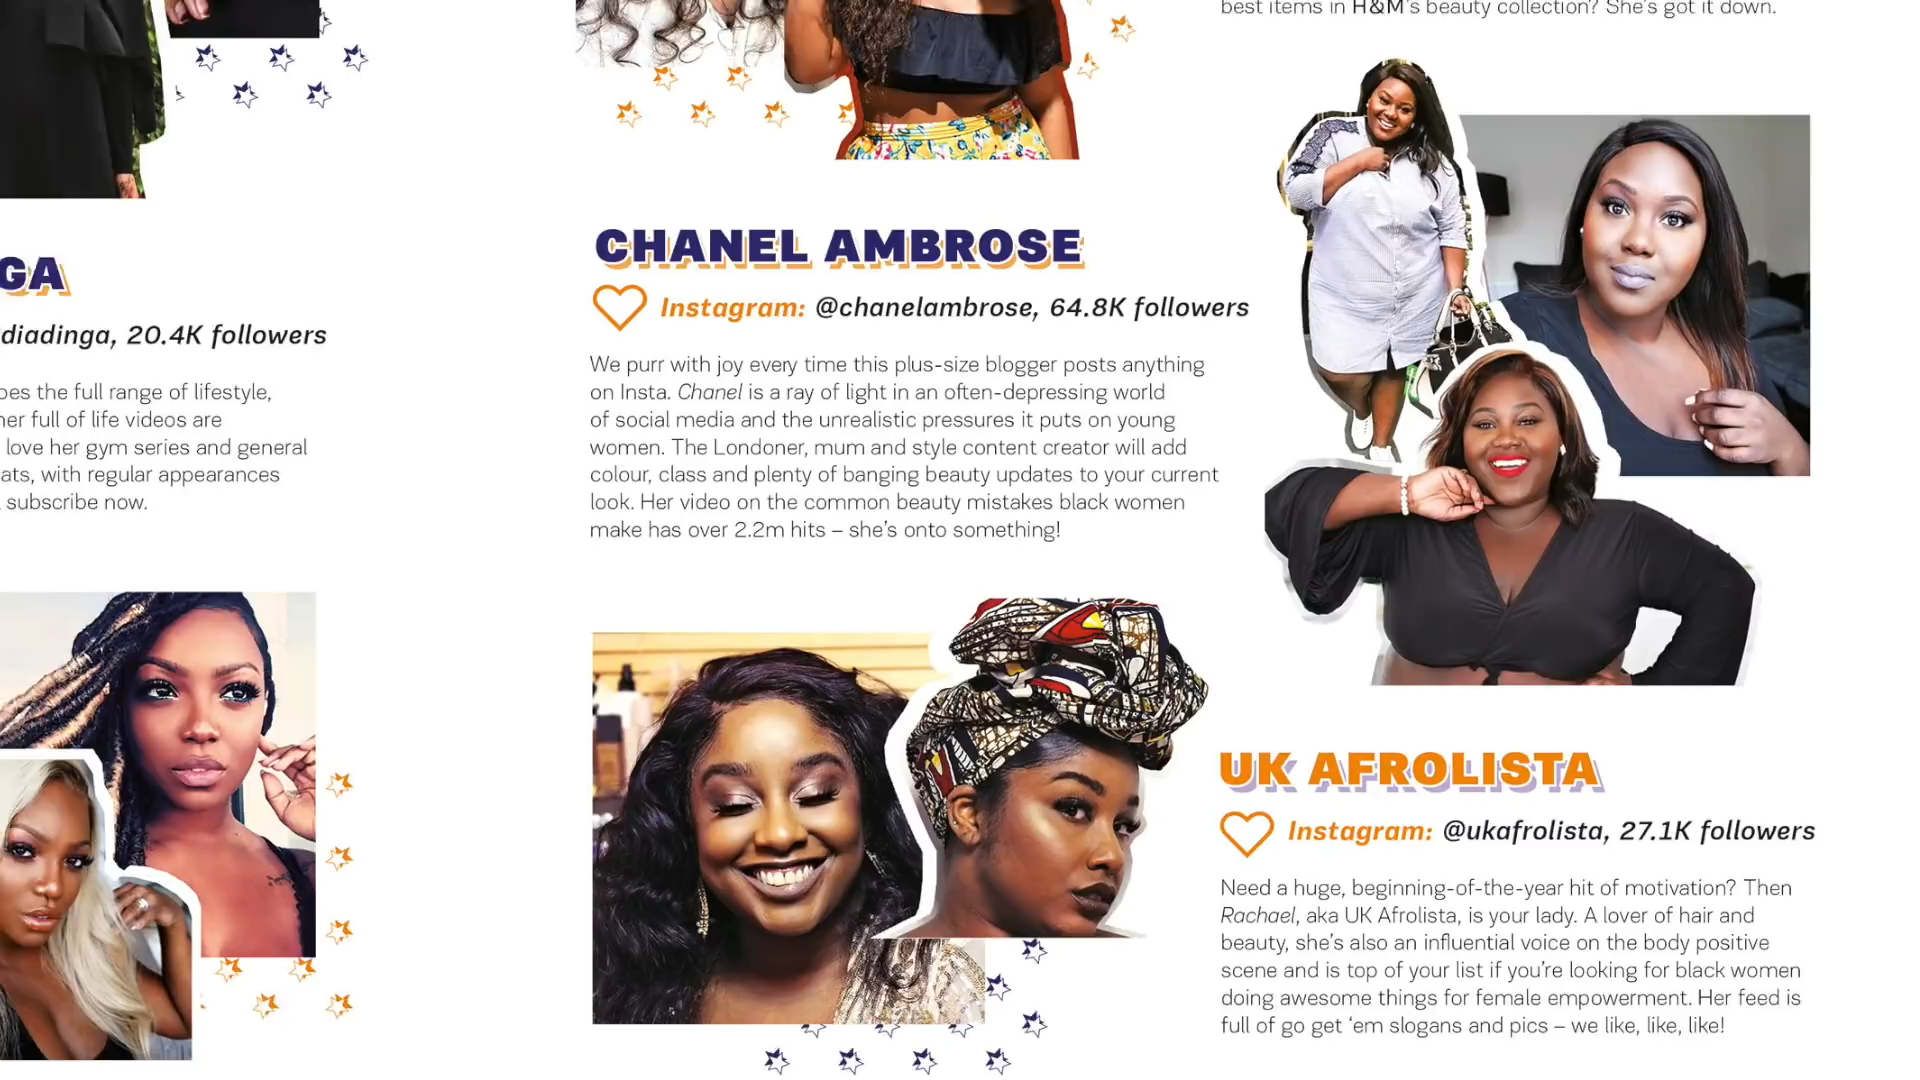 GA
diadinga, 20.4K followers
oes the full range of lifestyle,
her full of life videos are
love her gym series and general
ats, with regular appearances
subscribe now.
CHANEL AMBROSE
Instagram: @chanelambrose, 64.8K followers
We purr with joy every time this plus-size blogger posts anything
on Insta. Chanel is a ray of light in an often-depressing world
of social media and the unrealistic pressures it puts on young
women. The Londoner, mum and style content creator will add
colour, class and plenty of banging beauty updates to your current
look. Her video on the common beauty mistakes black women
make has over 2.2m hits – she's onto something!
best items in H&M's beauty collection? She's got it down.
UK AFROLISTA
Instagram: @ukafrolista, 27.1K followers
Need a huge, beginning-of-the-year hit of motivation? Then
Rachael, aka UK Afrolista, is your lady. A lover of hair and
beauty, she's also an influential voice on the body positive
scene and is top of your list if you're looking for black women
doing awesome things for female empowerment. Her feed is
full of go get 'em slogans and pics – we like, like, like!